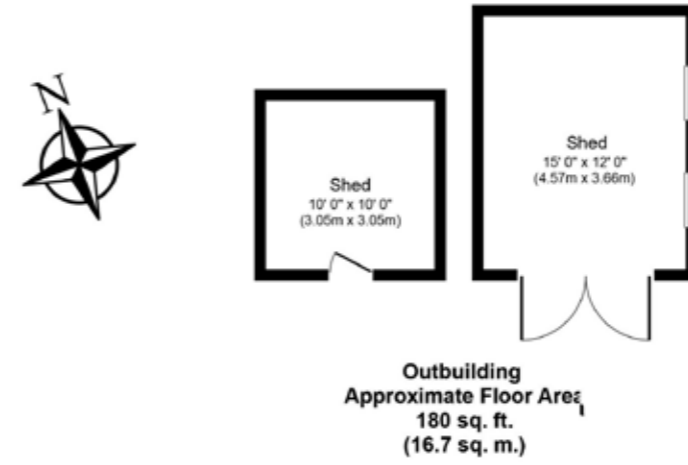 N
Shed
10' 0" x 10' 0"
(3.05m x 3.05m)
Shed
15' 0" x 12' 0"
(4.57m x 3.66m)
Outbuilding
Approximate Floor Area
180 sq. ft.
(16.7 sq. m.)